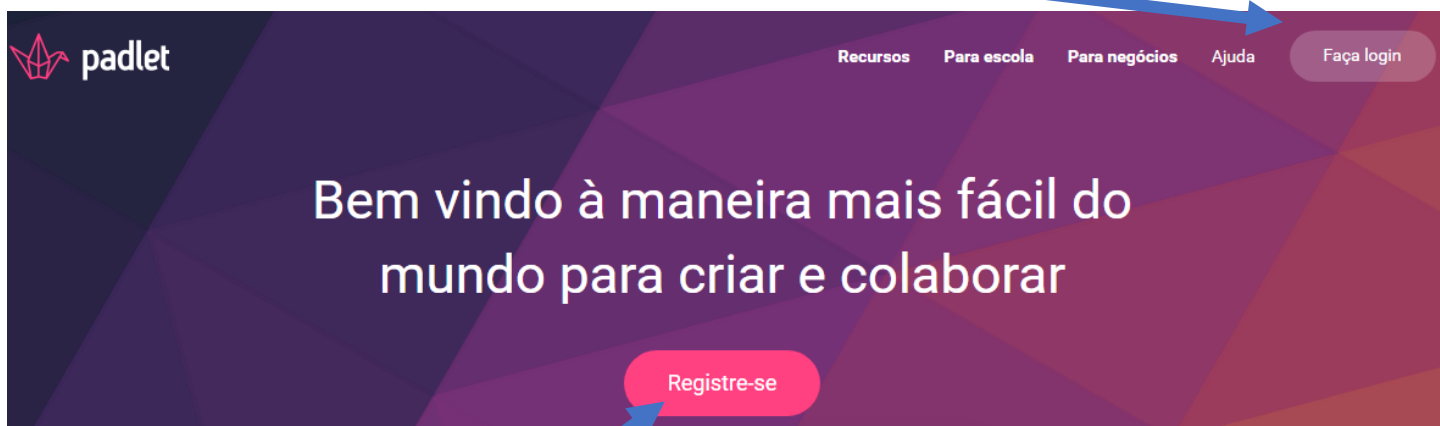 padlet
Recursos Para escola Para negócios Ajuda Faça login
Bem vindo à maneira mais fácil do
mundo para criar e colaborar
Registre-se